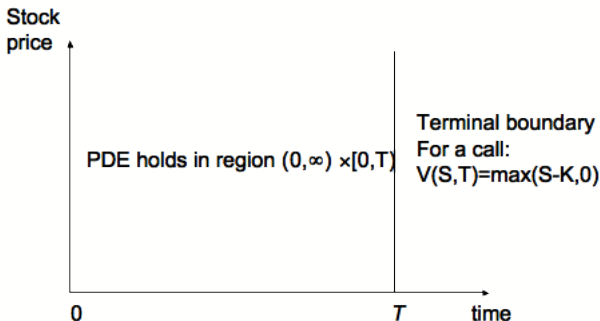 Stock
price
PDE holds in region (0,∞) ×[0,T)
Terminal boundary
For a call:
V(S,T)=max(S-K,0)
0
T
time